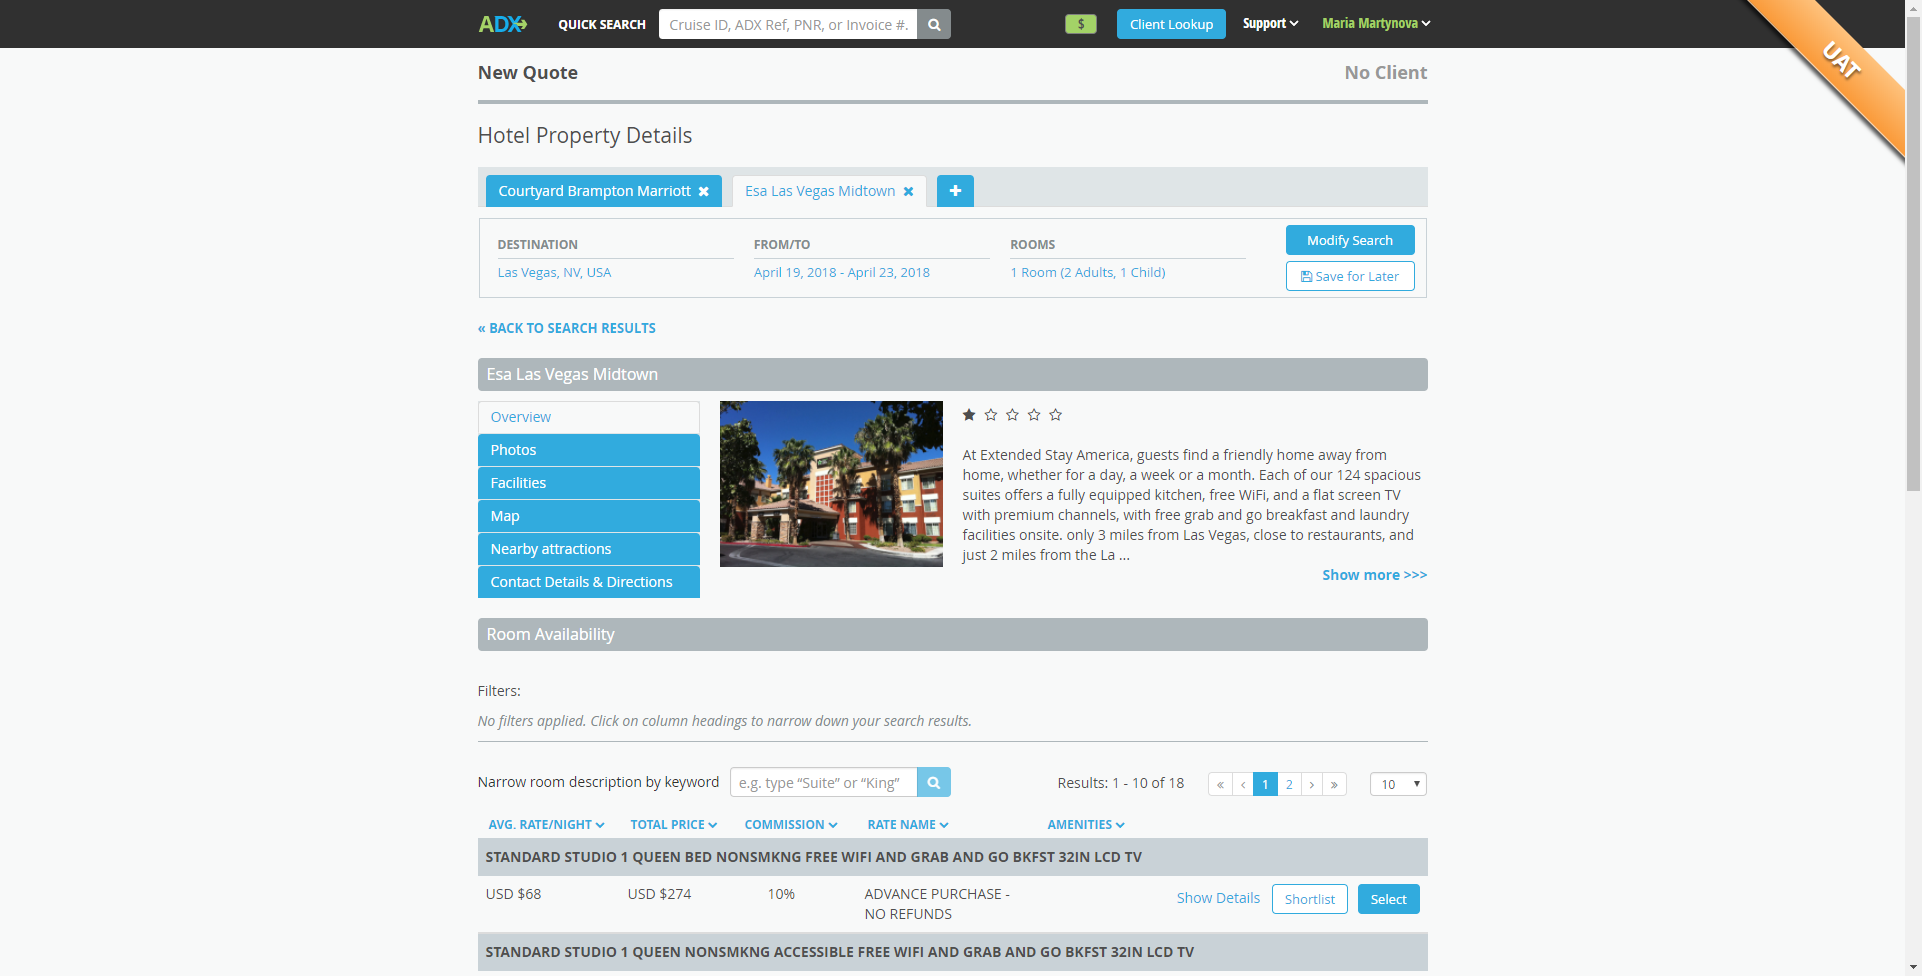 ADX
QUICK SEARCH
Cruise ID, ADX Ref, PNR, or Invoice #.
$
Client Lookup
Support
Maria Martynova
UAT
New Quote
No Client
Hotel Property Details
Courtyard Brampton Marriott
Esa Las Vegas Midtown
DESTINATION
Las Vegas, NV, USA
FROM/TO
April 19, 2018 - April 23, 2018
ROOMS
1 Room (2 Adults, 1 Child)
Modify Search
Save for Later
« BACK TO SEARCH RESULTS
Esa Las Vegas Midtown
Overview
Photos
Facilities
Map
Nearby attractions
Contact Details & Directions
At Extended Stay America, guests find a friendly home away from
home, whether for a day, a week or a month. Each of our 124 spacious
suites offers a fully equipped kitchen, free WiFi, and a flat screen TV
with premium channels, with free grab and go breakfast and laundry
facilities onsite. only 3 miles from Las Vegas, close to restaurants, and
just 2 miles from the La ...
Show more >>>
Room Availability
Filters:
No filters applied. Click on column headings to narrow down your search results.
Narrow room description by keyword
e.g. type “Suite” or “King”
Results: 1 - 10 of 18
« ‹ 1 2 › »
10
AVG. RATE/NIGHT
TOTAL PRICE
COMMISSION
RATE NAME
AMENITIES
STANDARD STUDIO 1 QUEEN BED NONSMKNG FREE WIFI AND GRAB AND GO BKFST 32IN LCD TV
USD $68
USD $274
10%
ADVANCE PURCHASE -
NO REFUNDS
Show Details
Shortlist
Select
STANDARD STUDIO 1 QUEEN NONSMKNG ACCESSIBLE FREE WIFI AND GRAB AND GO BKFST 32IN LCD TV